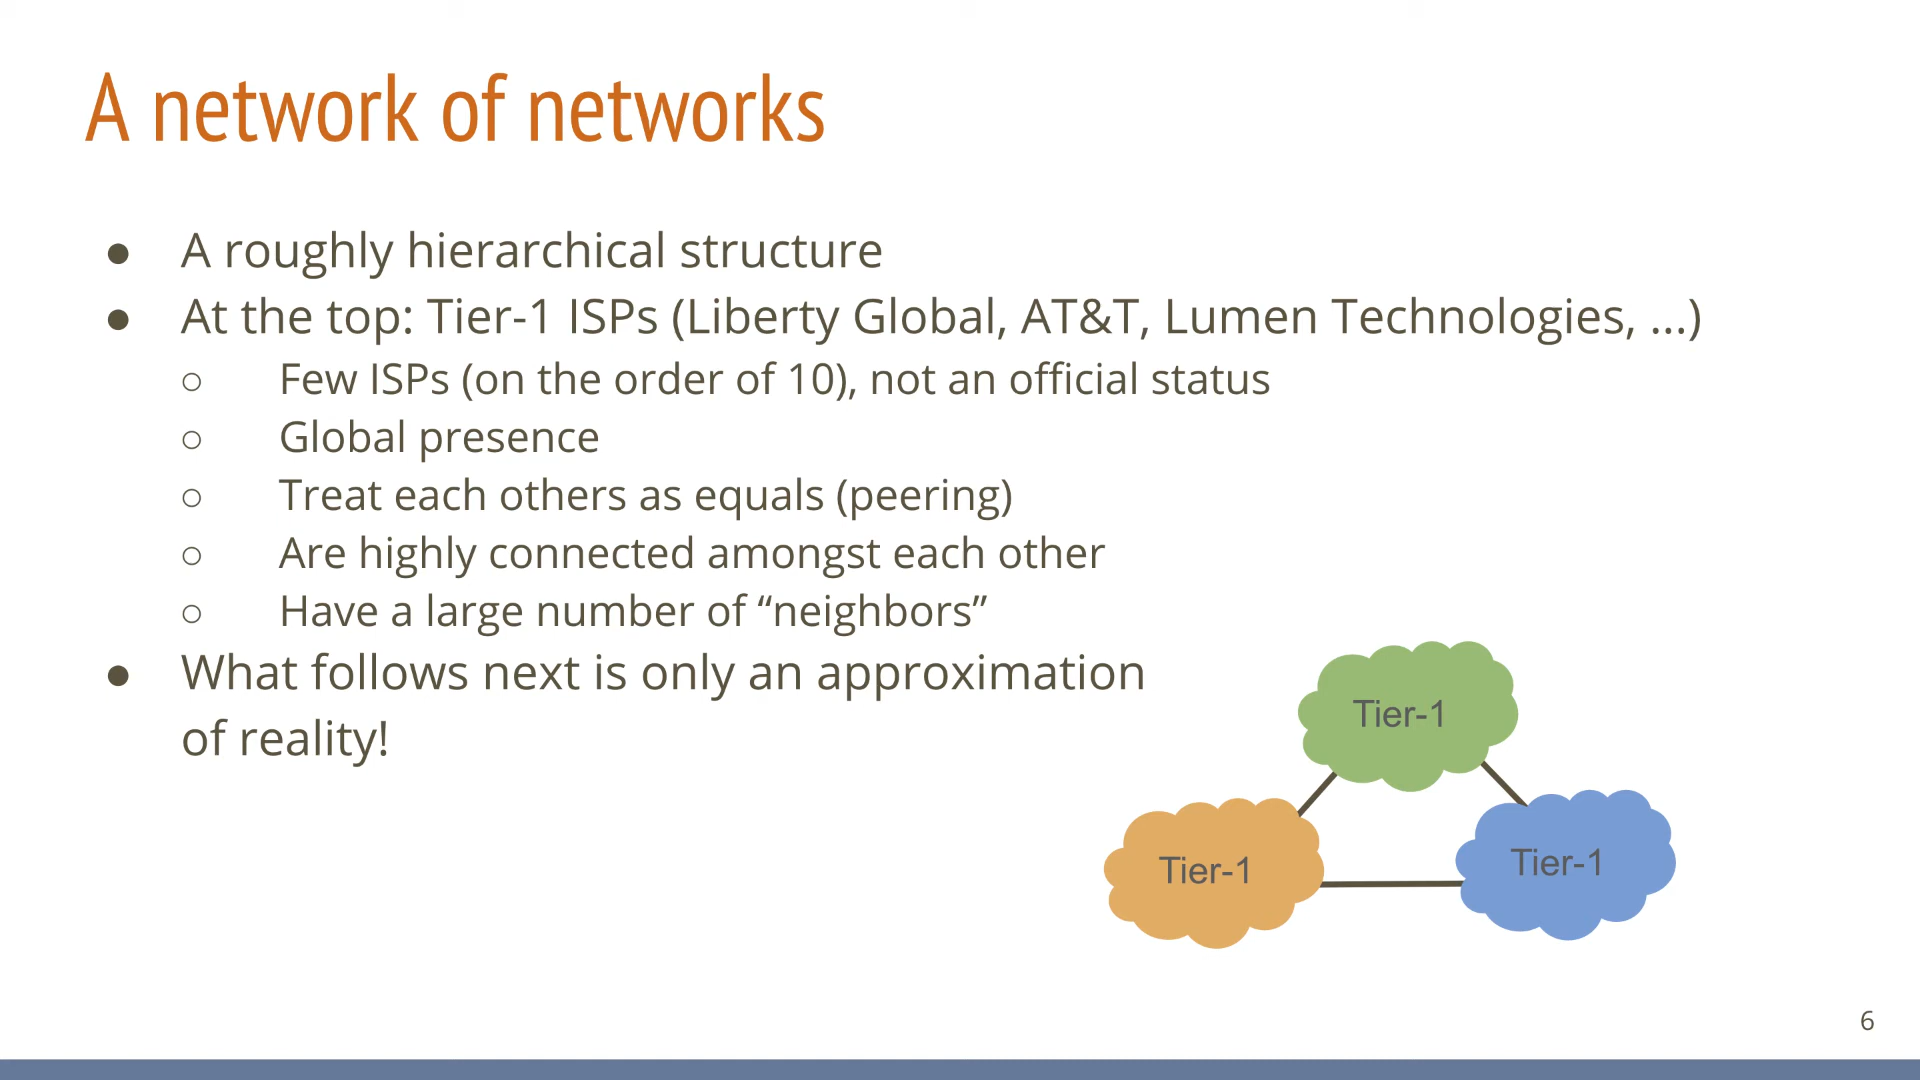 A network of networks
● A roughly hierarchical structure
● At the top: Tier-1 ISPs (Liberty Global, AT&T, Lumen Technologies, ...)
○ Few ISPs (on the order of 10), not an official status
○ Global presence
○ Treat each others as equals (peering)
○ Are highly connected amongst each other
○ Have a large number of “neighbors”
● What follows next is only an approximation
of reality!
Tier-1
Tier-1
Tier-1
6